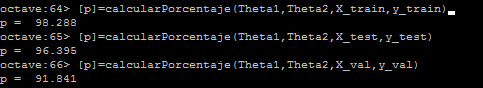 octave:64> [p]=calcularPorcentaje(Theta1,Theta2,X_train,y_train)
p =  98.288
octave:65> [p]=calcularPorcentaje(Theta1,Theta2,X_test,y_test)
p =  96.395
octave:66> [p]=calcularPorcentaje(Theta1,Theta2,X_val,y_val)
p =  91.841